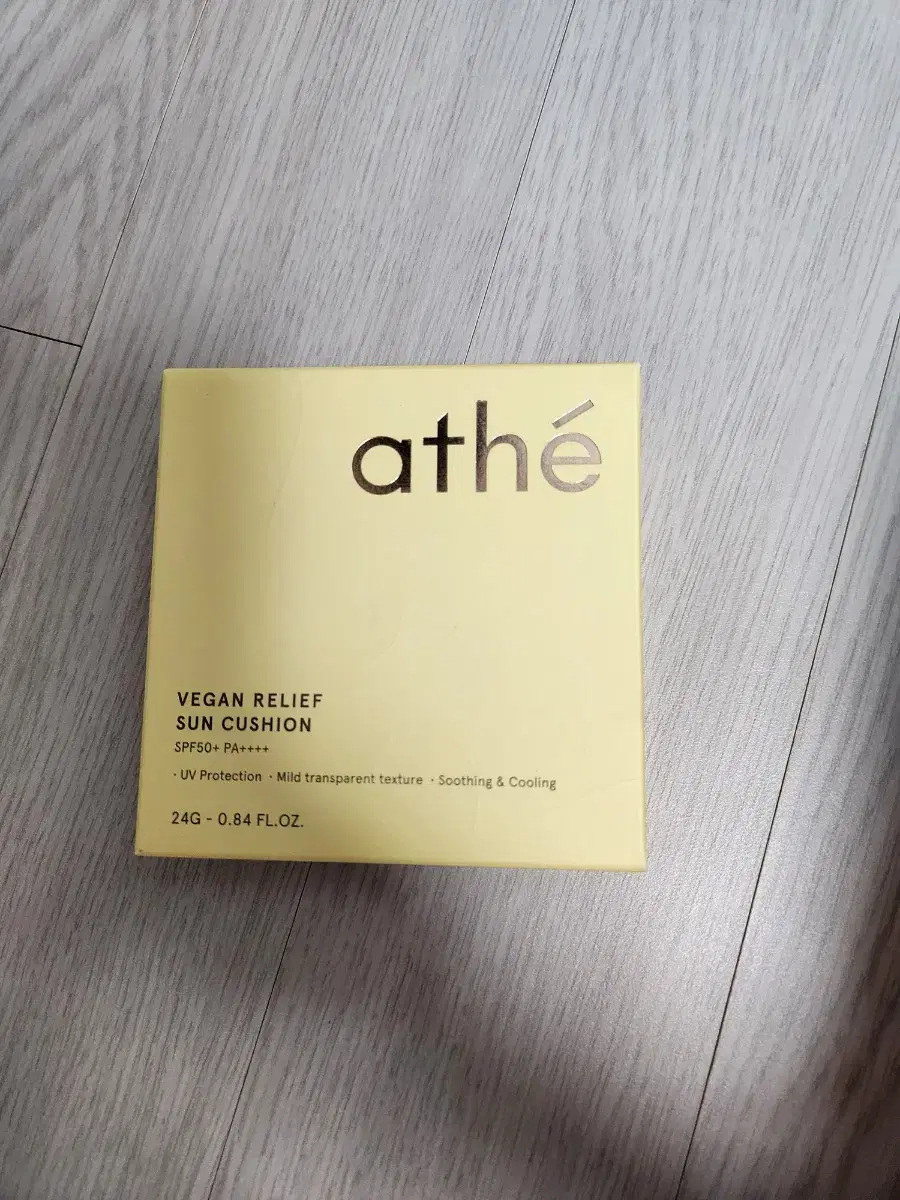 athé
VEGAN RELIEF
SUN CUSHION
SPF50+ PA++++
· UV Protection · Mild transparent texture · Soothing & Cooling
24G - 0.84 FL.OZ.